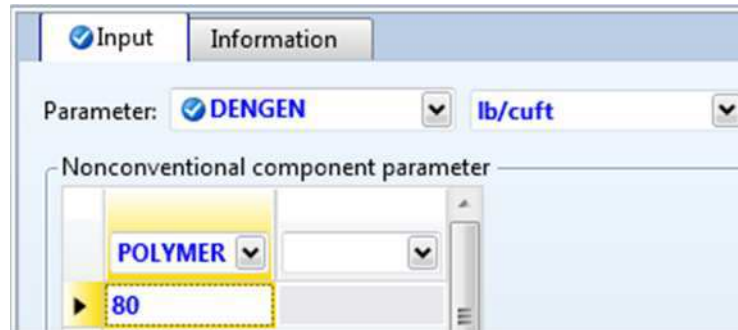 Input Information
Parameter: DENGEN lb/cuft
Nonconventional component parameter
POLYMER
80